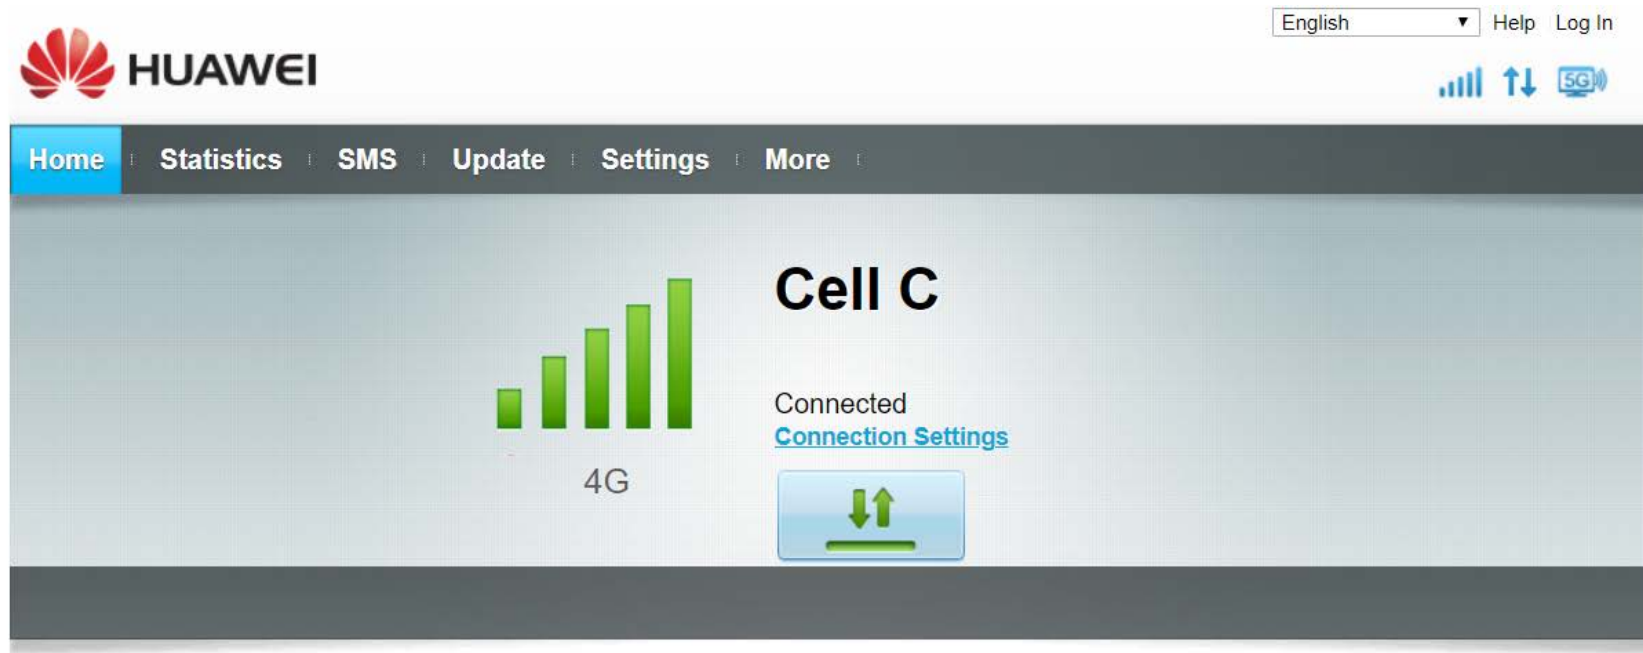 English Help Log In
HUAWEI
5G
Home Statistics SMS Update Settings More
Cell C
Connected
Connection Settings
4G